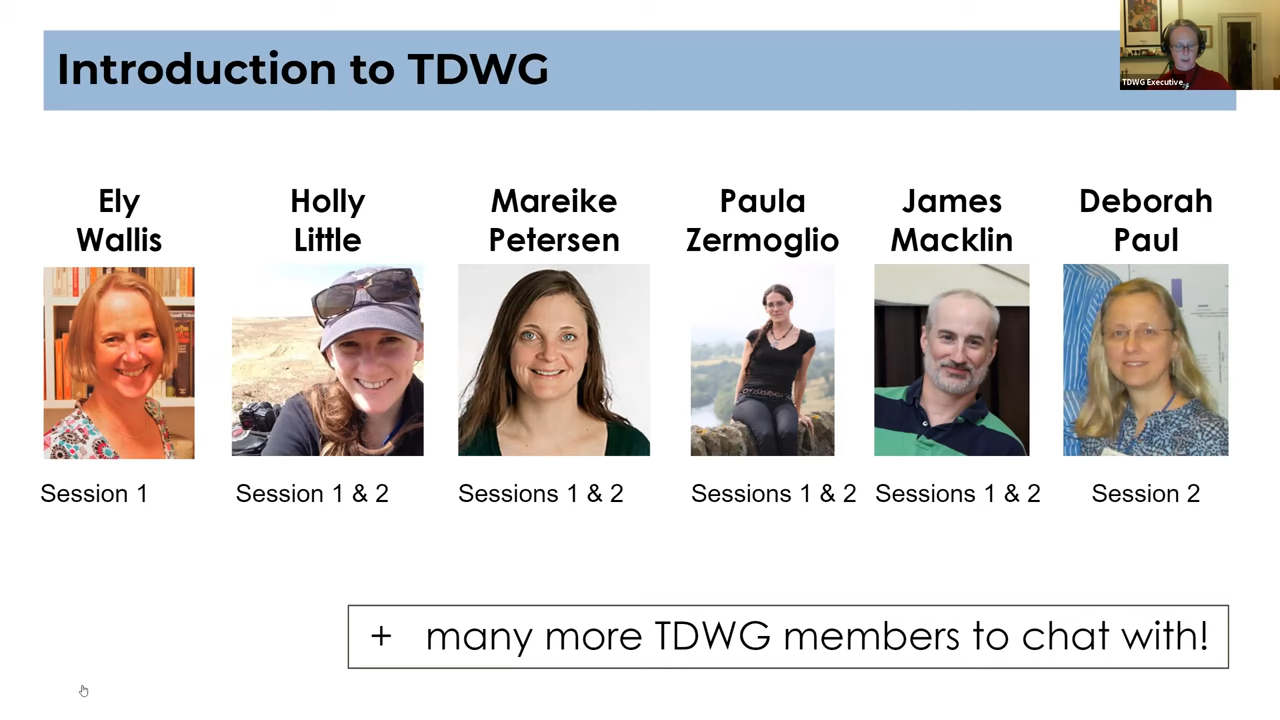 Introduction to TDWG
TDWG Executive
Ely
Wallis
Holly
Little
Mareike
Petersen
Paula
Zermoglio
James
Macklin
Deborah
Paul
Session 1
Session 1 & 2
Sessions 1 & 2
Sessions 1 & 2
Sessions 1 & 2
Session 2
+ many more TDWG members to chat with!